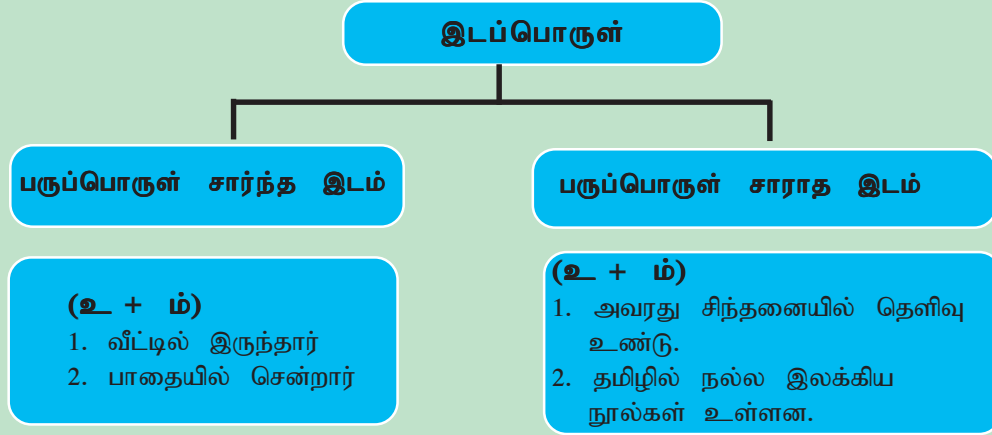 இடப்பொருள்
பருப்பொருள் சார்ந்த இடம்
பருப்பொருள் சாராத இடம்
(உ + ம்)
1. வீட்டில் இருந்தார்
2. பாதையில் சென்றார்
(உ + ம்)
1. அவரது சிந்தனையில் தெளிவு
உண்டு.
2. தமிழில் நல்ல இலக்கிய
நூல்கள் உள்ளன.